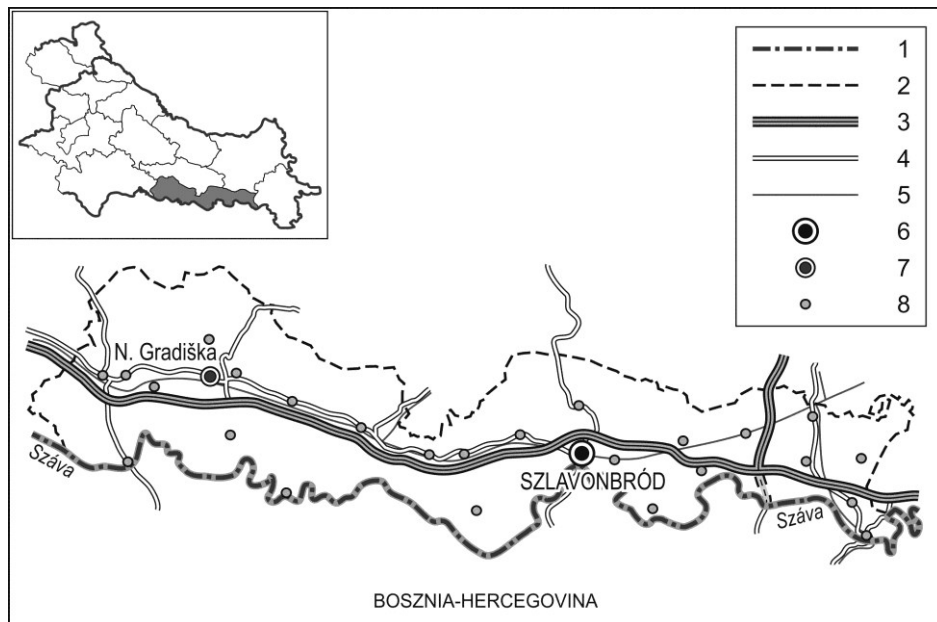 1
2
3
4
5
6
7
8
N. Gradiška
Száva
SZLAVONBRÓD
Száva
BOSZNIA-HERCEGOVINA